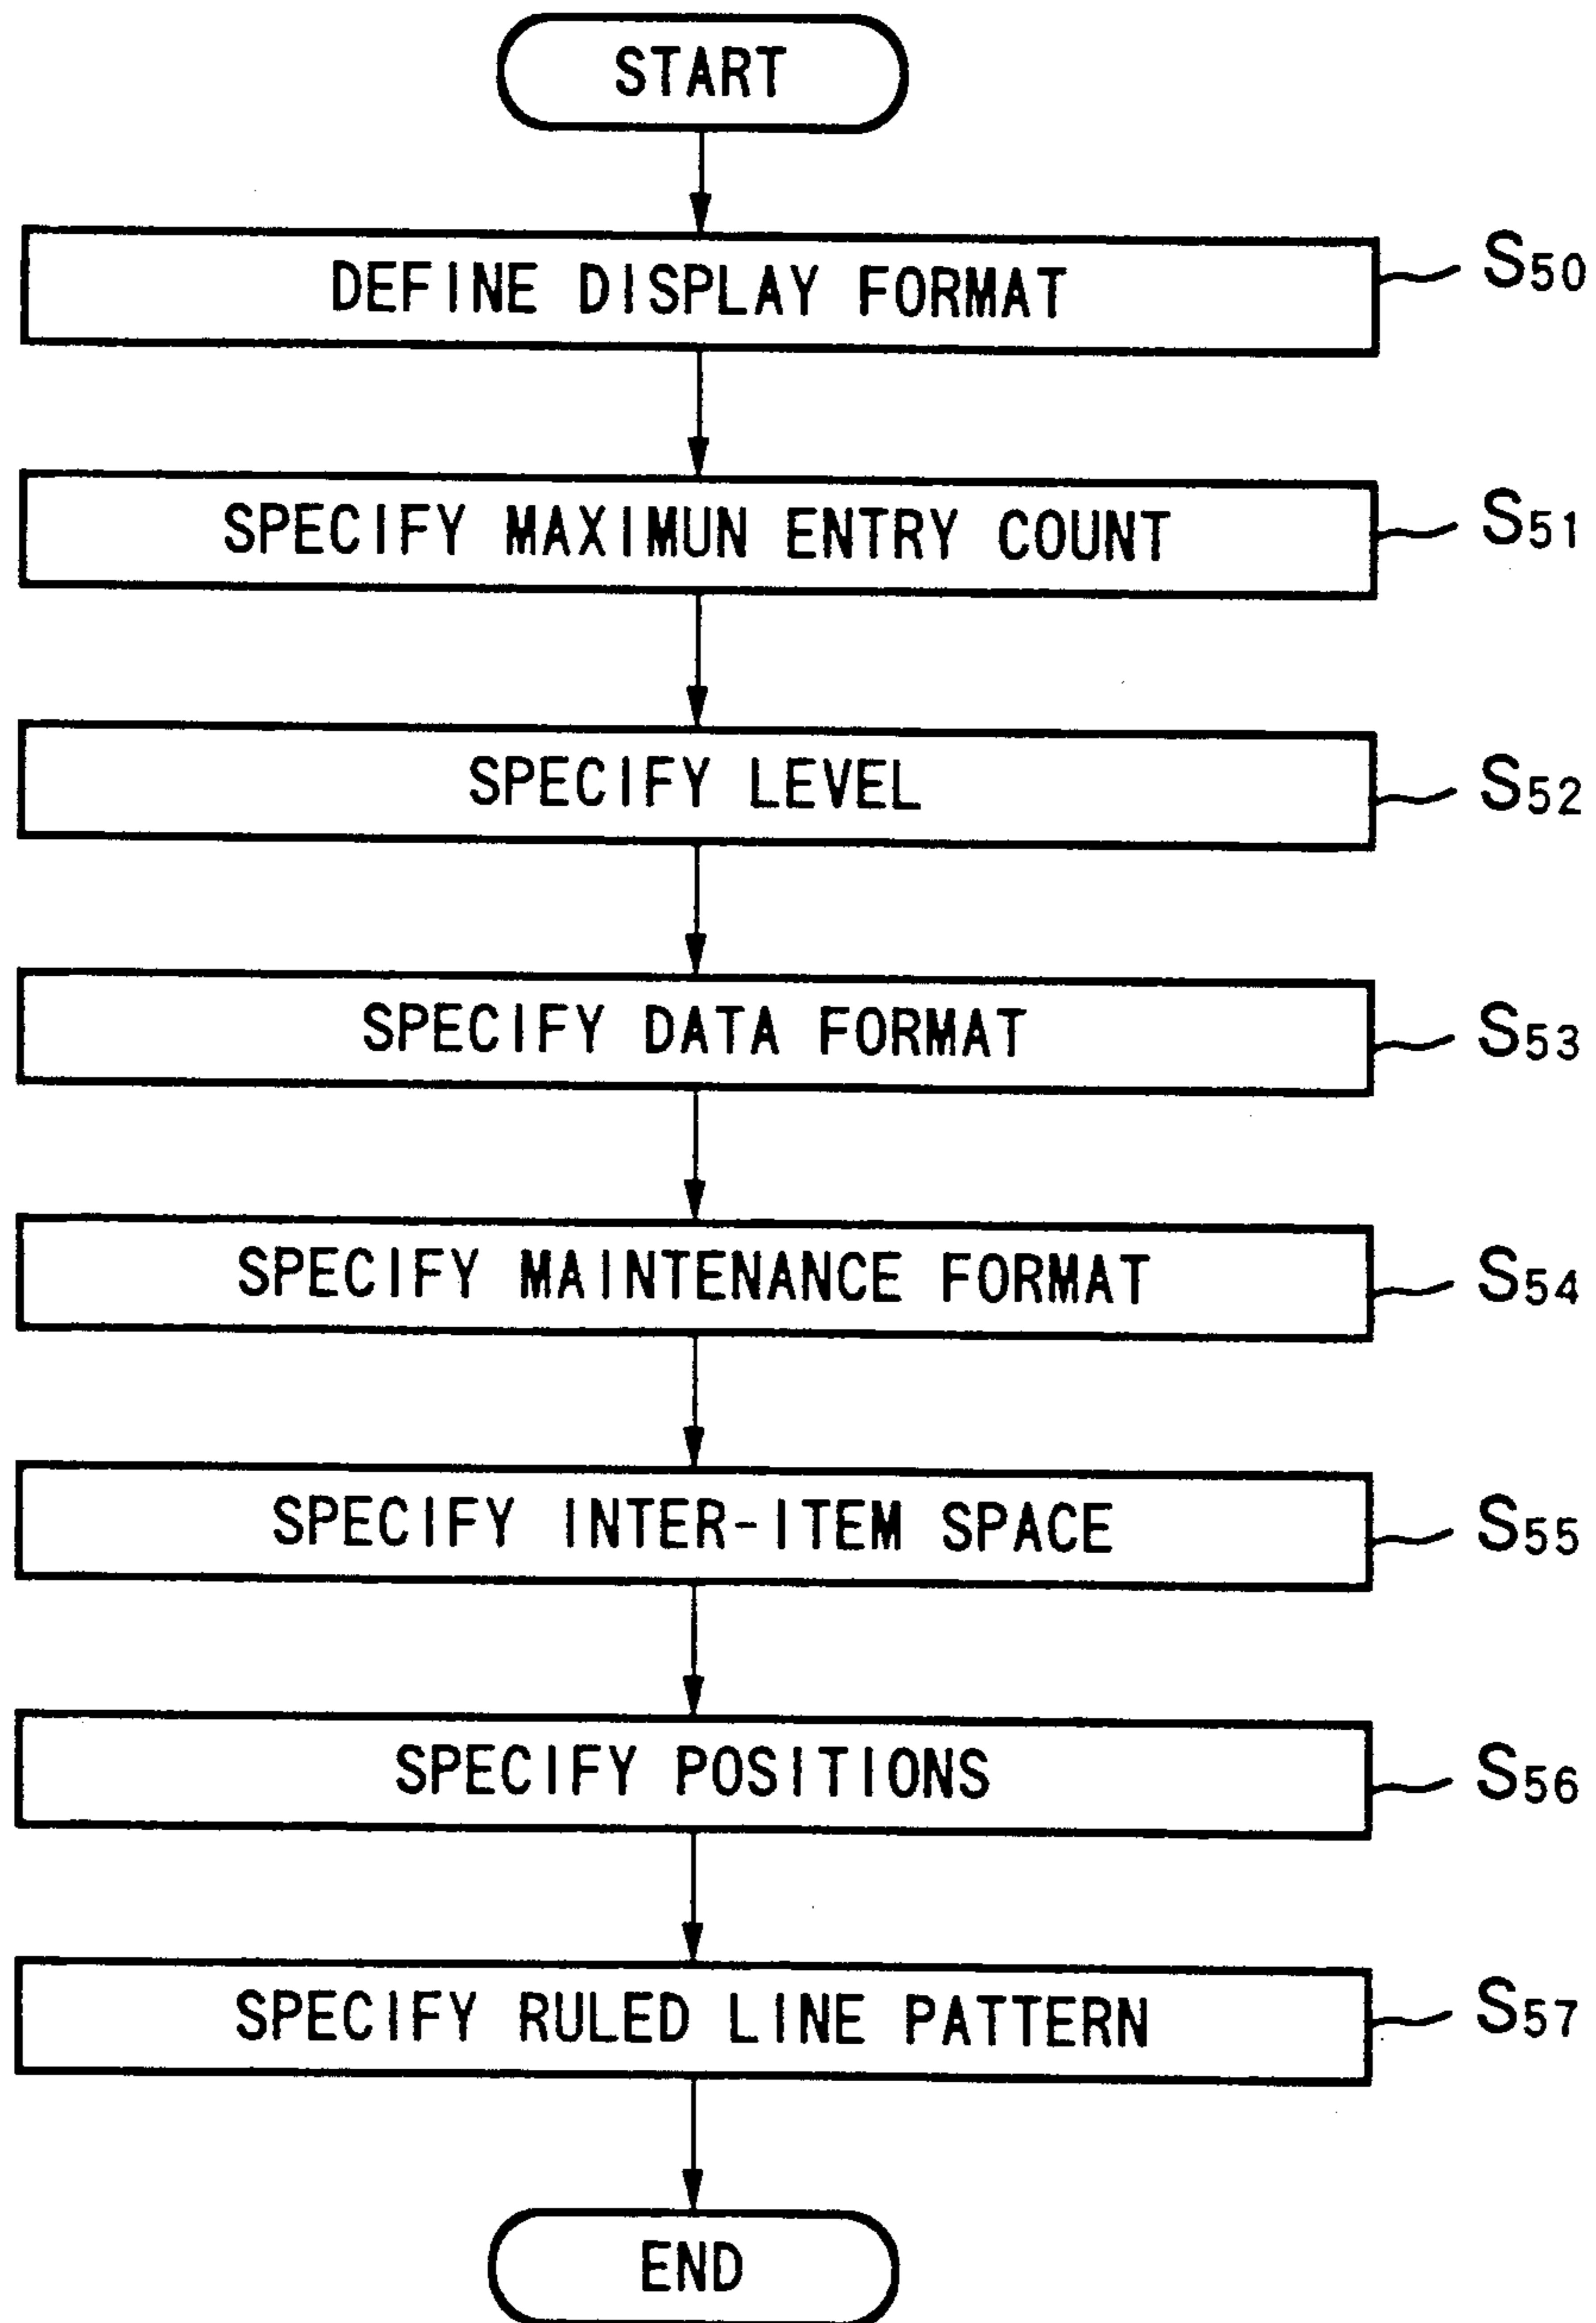 START
DEFINE DISPLAY FORMAT S50
SPECIFY MAXIMUN ENTRY COUNT S51
SPECIFY LEVEL S52
SPECIFY DATA FORMAT S53
SPECIFY MAINTENANCE FORMAT S54
SPECIFY INTER-ITEM SPACE S55
SPECIFY POSITIONS S56
SPECIFY RULED LINE PATTERN S57
END